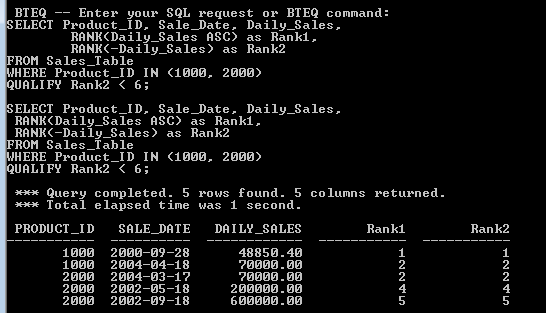 BTEQ -- Enter your SQL request or BTEQ command:
SELECT Product_ID, Sale_Date, Daily_Sales,
RANK(Daily_Sales ASC) as Rank1,
RANK(-Daily_Sales) as Rank2
FROM Sales_Table
WHERE Product_ID IN (1000, 2000)
QUALIFY Rank2 < 6;
SELECT Product_ID, Sale_Date, Daily_Sales,
RANK(Daily_Sales ASC) as Rank1,
RANK(-Daily_Sales) as Rank2
FROM Sales_Table
WHERE Product_ID IN (1000, 2000)
QUALIFY Rank2 < 6;
*** Query completed. 5 rows found. 5 columns returned.
*** Total elapsed time was 1 second.
PRODUCT_ID SALE_DATE DAILY_SALES Rank1 Rank2
----------- ---------- ----------- ----------- -----------
1000 2000-09-28 48850.40 1 1
1000 2004-04-18 70000.00 2 2
2000 2004-03-17 70000.00 2 2
2000 2002-05-18 200000.00 4 4
2000 2002-09-18 600000.00 5 5